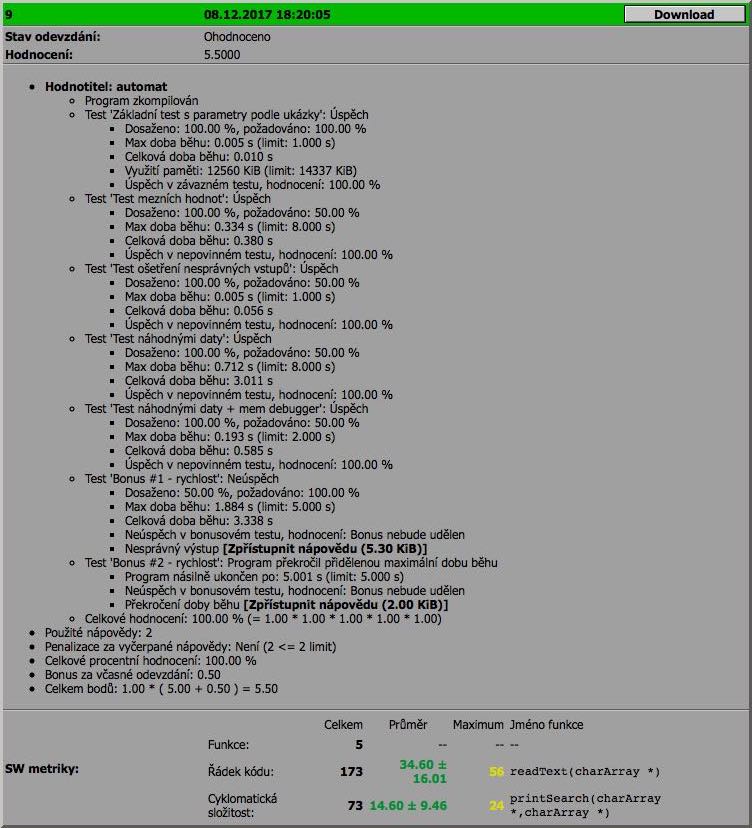 9 08.12.2017 18:20:05 Download
Stav odevzdání: Ohodnoceno
Hodnocení: 5.5000
Hodnotitel: automat
Program zkompilován
Test 'Základní test s parametry podle ukázky': Úspěch
Dosaženo: 100.00 %, požadováno: 100.00 %
Max doba běhu: 0.005 s (limit: 1.000 s)
Celková doba běhu: 0.010 s
Využití paměti: 12560 KiB (limit: 14337 KiB)
Úspěch v závazném testu, hodnocení: 100.00 %
Test 'Test mezních hodnot': Úspěch
Dosaženo: 100.00 %, požadováno: 50.00 %
Max doba běhu: 0.334 s (limit: 8.000 s)
Celková doba běhu: 0.380 s
Úspěch v nepovinném testu, hodnocení: 100.00 %
Test 'Test ošetření nesprávných vstupů': Úspěch
Dosaženo: 100.00 %, požadováno: 50.00 %
Max doba běhu: 0.005 s (limit: 1.000 s)
Celková doba běhu: 0.056 s
Úspěch v nepovinném testu, hodnocení: 100.00 %
Test 'Test náhodnými daty': Úspěch
Dosaženo: 100.00 %, požadováno: 50.00 %
Max doba běhu: 0.712 s (limit: 8.000 s)
Celková doba běhu: 3.011 s
Úspěch v nepovinném testu, hodnocení: 100.00 %
Test 'Test náhodnými daty + mem debugger': Úspěch
Dosaženo: 100.00 %, požadováno: 50.00 %
Max doba běhu: 0.193 s (limit: 2.000 s)
Celková doba běhu: 0.585 s
Úspěch v nepovinném testu, hodnocení: 100.00 %
Test 'Bonus #1 - rychlost': Neúspěch
Dosaženo: 50.00 %, požadováno: 100.00 %
Max doba běhu: 1.884 s (limit: 5.000 s)
Celková doba běhu: 3.338 s
Neúspěch v bonusovém testu, hodnocení: Bonus nebude udělen
Nesprávný výstup [Zpřístupnit nápovědu (5.30 KiB)]
Test 'Bonus #2 - rychlost': Program překročil přidělenou maximální dobu běhu
Program násilně ukončen po: 5.001 s (limit: 5.000 s)
Neúspěch v bonusovém testu, hodnocení: Bonus nebude udělen
Překročení doby běhu [Zpřístupnit nápovědu (2.00 KiB)]
Celkové hodnocení: 100.00 % (= 1.00 * 1.00 * 1.00 * 1.00 * 1.00)
Použité nápovědy: 2
Penalizace za vyčerpané nápovědy: Není (2 <= 2 limit)
Celkové procentní hodnocení: 100.00 %
Bonus za včasné odevzdání: 0.50
Celkem bodů: 1.00 * ( 5.00 + 0.50 ) = 5.50
Celkem Průměr Maximum Jméno funkce
Funkce: 5 -- -- --
SW metriky: Řádek kódu: 173 34.60 ± 16.01 56 readText(charArray *)
Cyklomatická složitost: 73 14.60 ± 9.46 24 printSearch(charArray *,charArray *)